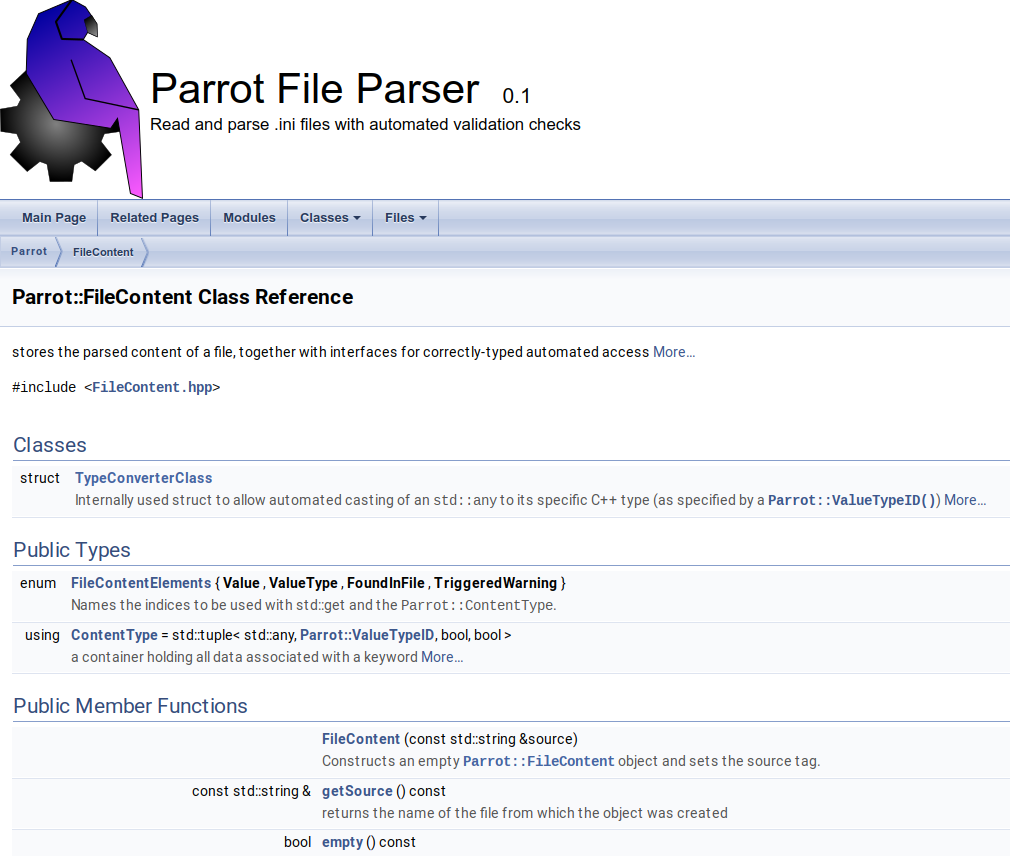 Parrot File Parser 0.1
Read and parse .ini files with automated validation checks
Main Page Related Pages Modules Classes Files
Parrot FileContent
Parrot::FileContent Class Reference
stores the parsed content of a file, together with interfaces for correctly-typed automated access More...
#include <FileContent.hpp>
Classes
struct TypeConverterClass
Internally used struct to allow automated casting of an std::any to its specific C++ type (as specified by a Parrot::ValueTypeID()) More...
Public Types
enum FileContentElements { Value , ValueType , FoundInFile , TriggeredWarning }
Names the indices to be used with std::get and the Parrot::ContentType.
using ContentType = std::tuple< std::any, Parrot::ValueTypeID, bool, bool >
a container holding all data associated with a keyword More...
Public Member Functions
FileContent (const std::string &source)
Constructs an empty Parrot::FileContent object and sets the source tag.
const std::string & getSource () const
returns the name of the file from which the object was created
bool empty () const